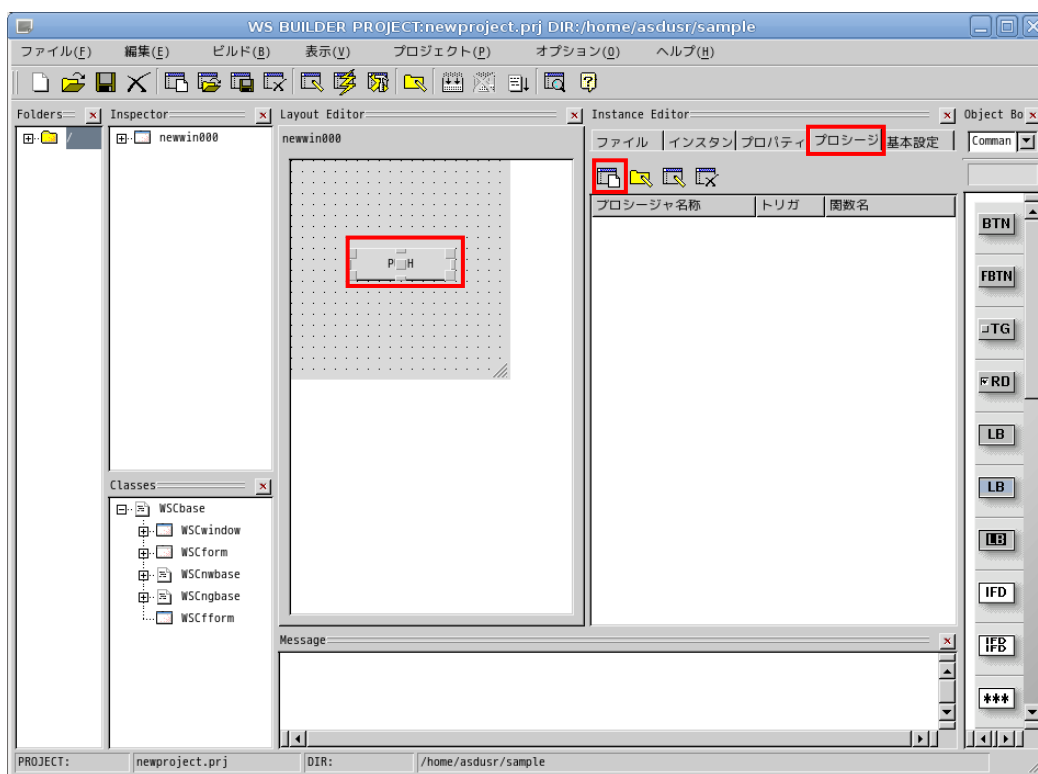 WS BUILDER PROJECT:newproject.prj DIR:/home/asdusr/sample
ファイル(F) 編集(E) ビルド(B) 表示(V) プロジェクト(P) オプション(O) ヘルプ(H)
Folders
/
Inspector
newwin000
Classes
WSCbase
WSCwindow
WSCform
WSCnwbase
WSCngbase
WSCfform
Layout Editor
newwin000
Instance Editor
ファイル インスタン プロパティ プロシージ 基本設定
プロシージャ名称 トリガ 関数名
Object Bo
Comman
BTN
FBTN
TG
RD
LB
LB
LB
IFD
IFD
IFD
***
Message
PROJECT: newproject.prj DIR: /home/asdusr/sample